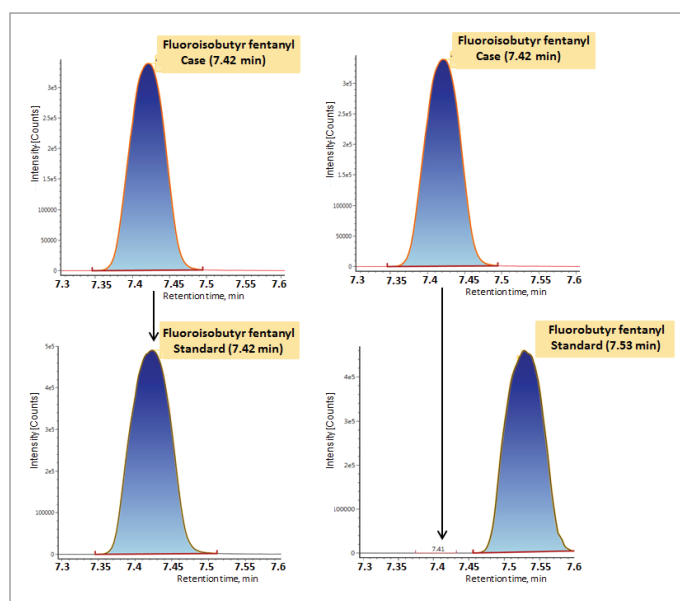 Fluoroisobutyr fentanyl
Case (7.42 min)
Intensity [Counts]
3e5
2.5e5
2e5
1.5e5
100000
50000
0
7.3 7.35 7.4 7.45 7.5 7.55 7.6
Retention time, min
Fluoroisobutyr fentanyl
Case (7.42 min)
Intensity [Counts]
3e5
2.5e5
2e5
1.5e5
100000
50000
0
7.3 7.35 7.4 7.45 7.5 7.55 7.6
Retention time, min
Fluoroisobutyr fentanyl
Standard (7.42 min)
Intensity [Counts]
5e5
4e5
3e5
2e5
100000
0
7.3 7.35 7.4 7.45 7.5 7.55 7.6
Retention time, min
Fluorobutyr fentanyl
Standard (7.53 min)
Intensity [Counts]
4e5
3e5
2e5
100000
0
7.41
7.3 7.35 7.4 7.45 7.5 7.55 7.6
Retention time, min